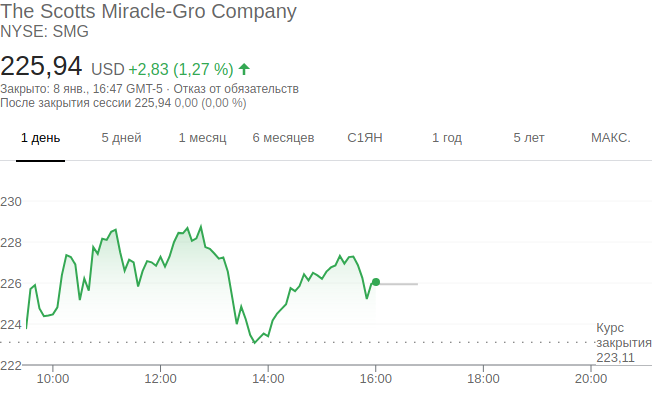 The Scotts Miracle-Gro Company
NYSE: SMG
225,94 USD +2,83 (1,27 %)
Закрыто: 8 янв., 16:47 GMT-5 · Отказ от обязательств
После закрытия сессии 225,94 0,00 (0,00 %)
1 день 5 дней 1 месяц 6 месяцев С1ЯН 1 год 5 лет МАКС.
230
228
226
224
222
Курс
закрытия
223,11
10:00 12:00 14:00 16:00 18:00 20:00